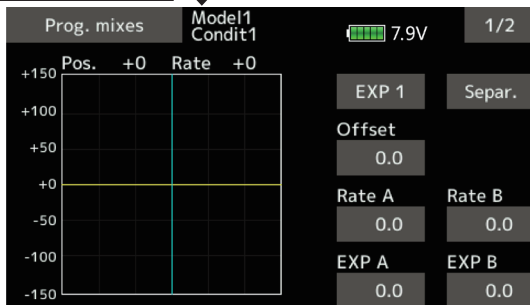 Prog. mixes
Model1
Condit1
7.9V
1/2
Pos. +0 Rate +0
+150
+100
+50
+0
-50
-100
-150
EXP 1
Separ.
Offset
0.0
Rate A
Rate B
0.0
0.0
EXP A
EXP B
0.0
0.0